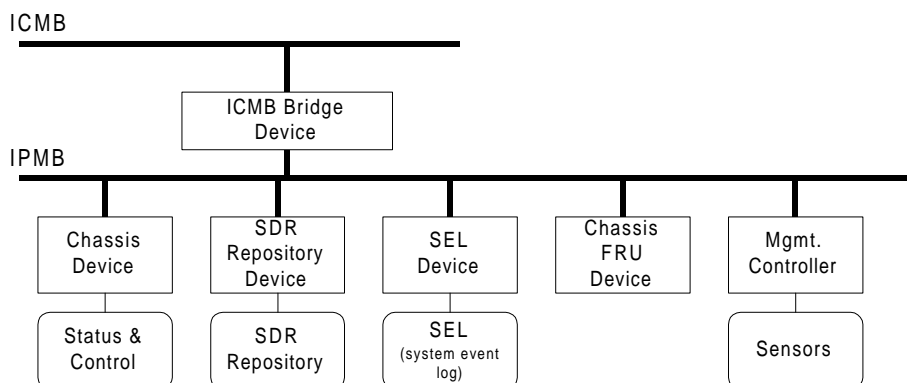 ICMB
ICMB Bridge
Device
IPMB
Chassis
Device
SDR
Repository
Device
SEL
Device
Chassis
FRU
Device
Mgmt.
Controller
Status &
Control
SDR
Repository
SEL
(system event
log)
Sensors